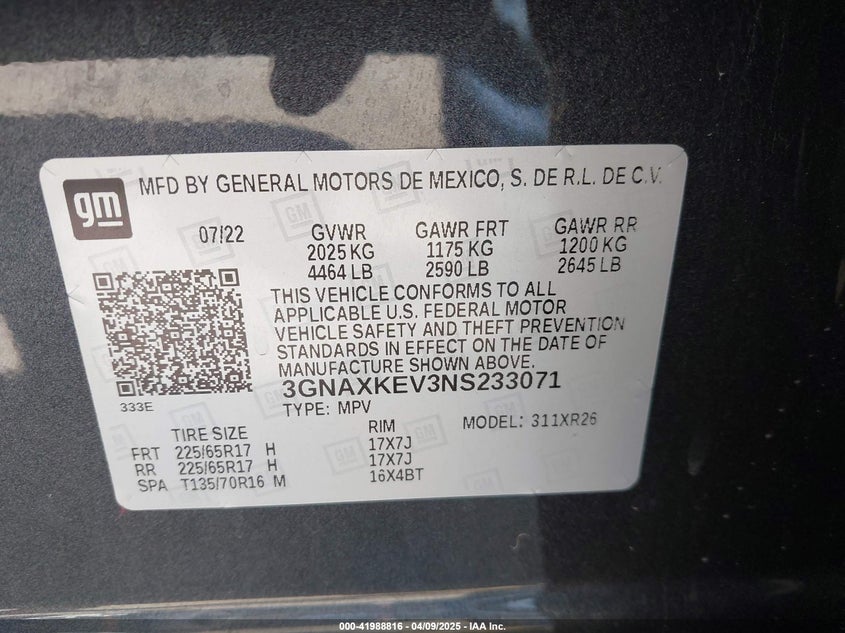 gm
MFD BY GENERAL MOTORS DE MEXICO, S. DE R.L. DE C.V.
07/22 GVWR GAWR FRT GAWR RR
2025 KG 1175 KG 1200 KG
4464 LB 2590 LB 2645 LB
THIS VEHICLE CONFORMS TO ALL
APPLICABLE U.S. FEDERAL MOTOR
VEHICLE SAFETY AND THEFT PREVENTION
STANDARDS IN EFFECT ON THE DATE OF
MANUFACTURE SHOWN ABOVE.
3GNAXKEV3NS233071
333E
TYPE: MPV
MODEL: 311XR26
TIRE SIZE RIM
FRT 225/65R17 H 17X7J
RR 225/65R17 H 17X7J
SPA T135/70R16 M 16X4BT
000-41988816 - 04/09/2025 - IAA Inc.